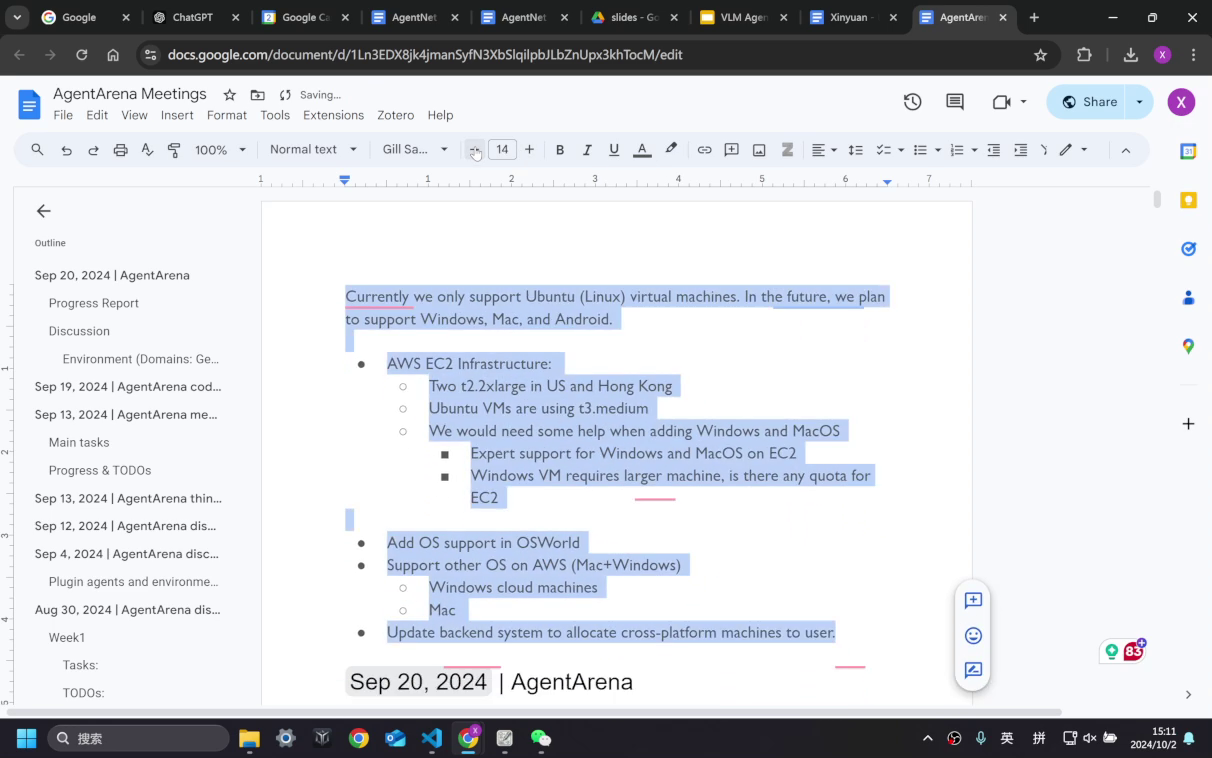 Google Ca
ChatGPT
Google Ca
AgentNet
AgentNet
slides - Go
VLM Agen
Xinyuan -
AgentAren
docs.google.com/document/d/1Ln3EDX8jk4jmanSyfN3XbSlqilpbJLbZnUpx3khTocM/edit
AgentArena Meetings
Saving...
File Edit View Insert Format Tools Extensions Zotero Help
Share
X
100% Normal text Gill Sa... 14
1 1 2 3 4 5 6 7
Outline
Sep 20, 2024 | AgentArena
Progress Report
Discussion
Environment (Domains: Ge...
Sep 19, 2024 | AgentArena cod...
Sep 13, 2024 | AgentArena me...
Main tasks
Progress & TODOs
Sep 13, 2024 | AgentArena thin...
Sep 12, 2024 | AgentArena dis...
Sep 4, 2024 | AgentArena disc...
Plugin agents and environme...
Aug 30, 2024 | AgentArena dis...
Week1
Tasks:
TODOs:
Currently we only support Ubuntu (Linux) virtual machines. In the future, we plan
to support Windows, Mac, and Android.
● AWS EC2 Infrastructure:
○ Two t2.2xlarge in US and Hong Kong
○ Ubuntu VMs are using t3.medium
○ We would need some help when adding Windows and MacOS
■ Expert support for Windows and MacOS on EC2
■ Windows VM requires larger machine, is there any quota for
EC2
● Add OS support in OSWorld
● Support other OS on AWS (Mac+Windows)
○ Windows cloud machines
○ Mac
● Update backend system to allocate cross-platform machines to user.
Sep 20, 2024 | AgentArena
83
搜索
英
拼
15:11
2024/10/2